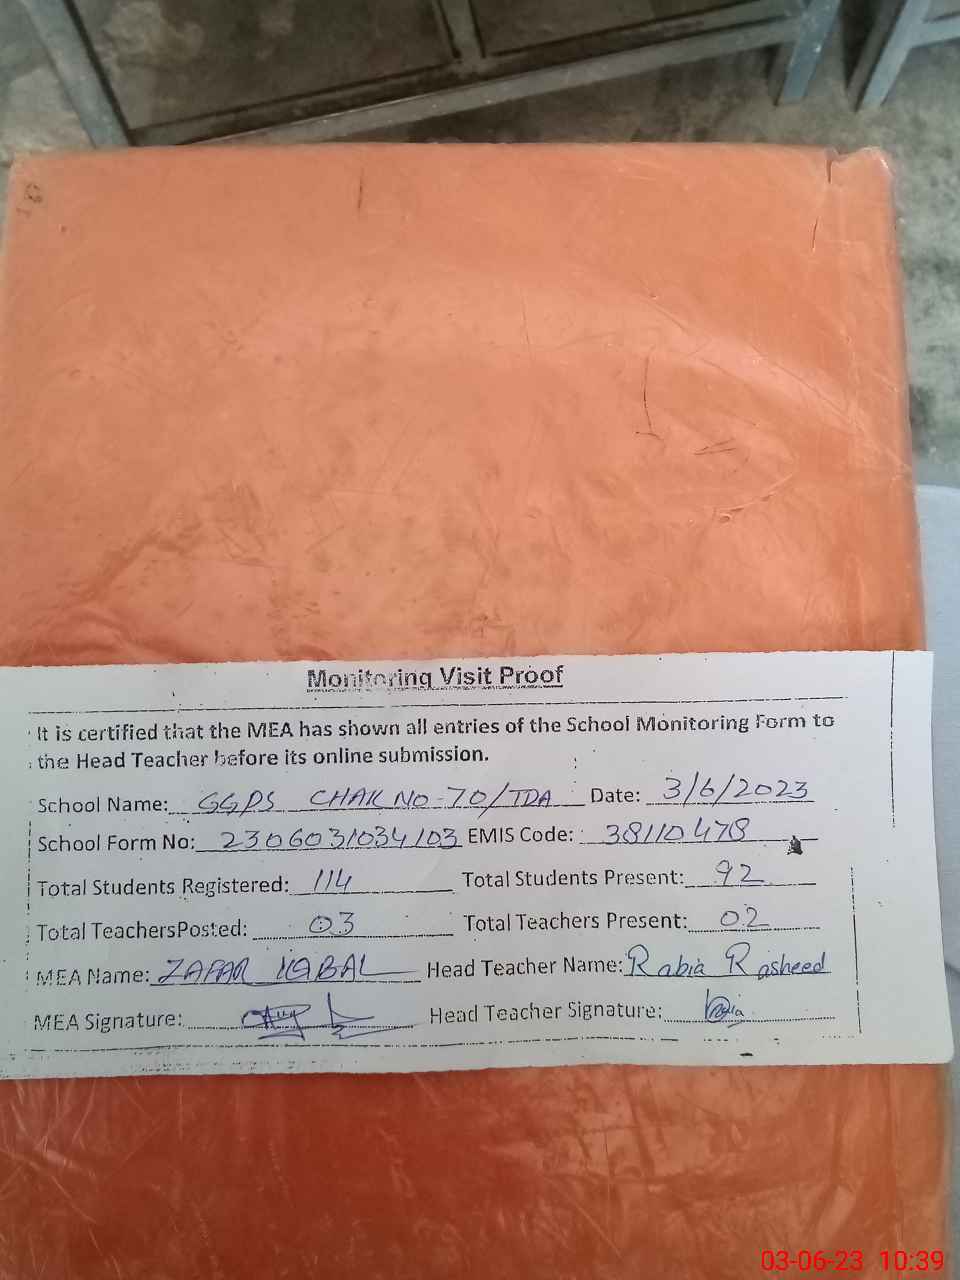 Monitoring Visit Proof
It is certified that the MEA has shown all entries of the School Monitoring Form to
the Head Teacher before its online submission.
School Name: GGPS CHAK NO-70/TDA Date: 3/6/2023
School Form No: 2306031034103 EMIS Code: 38110478
Total Students Registered: 114 Total Students Present: 92
Total TeachersPosted: 03 Total Teachers Present: 02
MEA Name: ZAFAR IQBAL Head Teacher Name: Rabia Rasheed
MEA Signature: Head Teacher Signature: Rabia
03-06-23 10:39